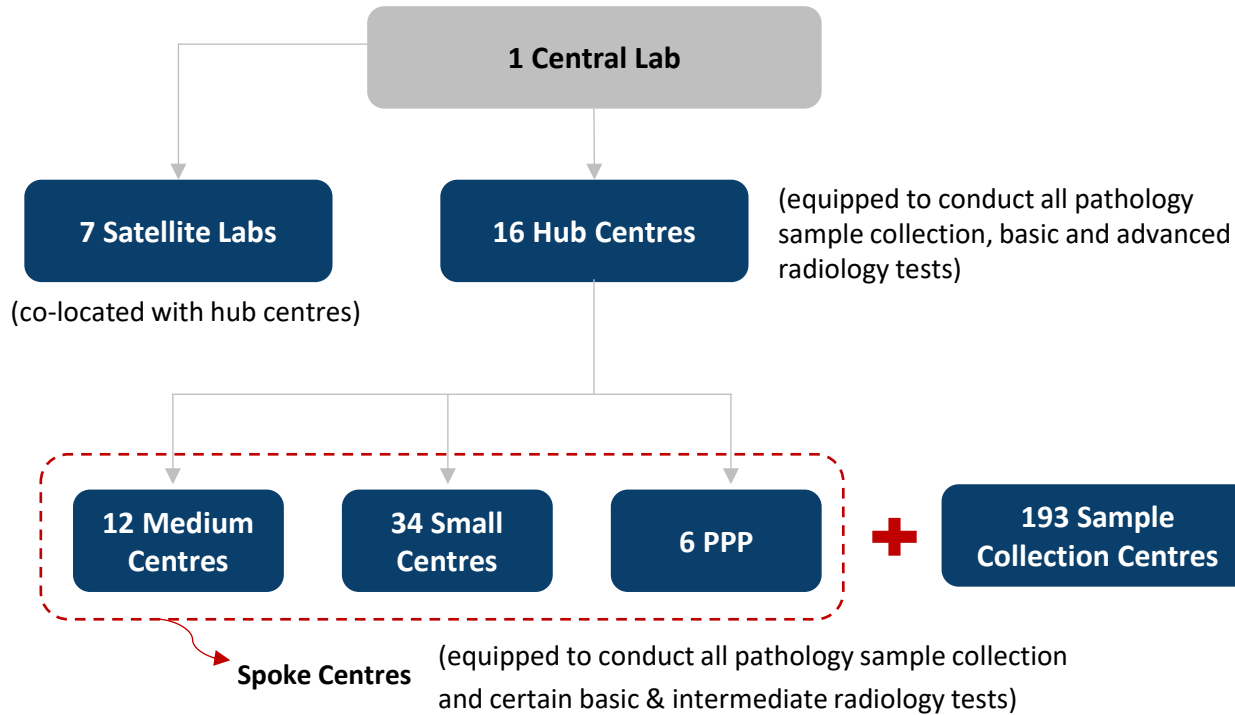 1 Central Lab
7 Satellite Labs
(co-located with hub centres)
16 Hub Centres
(equipped to conduct all pathology
sample collection, basic and advanced
radiology tests)
12 Medium
Centres
34 Small
Centres
6 PPP
193 Sample
Collection Centres
Spoke Centres
(equipped to conduct all pathology sample collection
and certain basic & intermediate radiology tests)